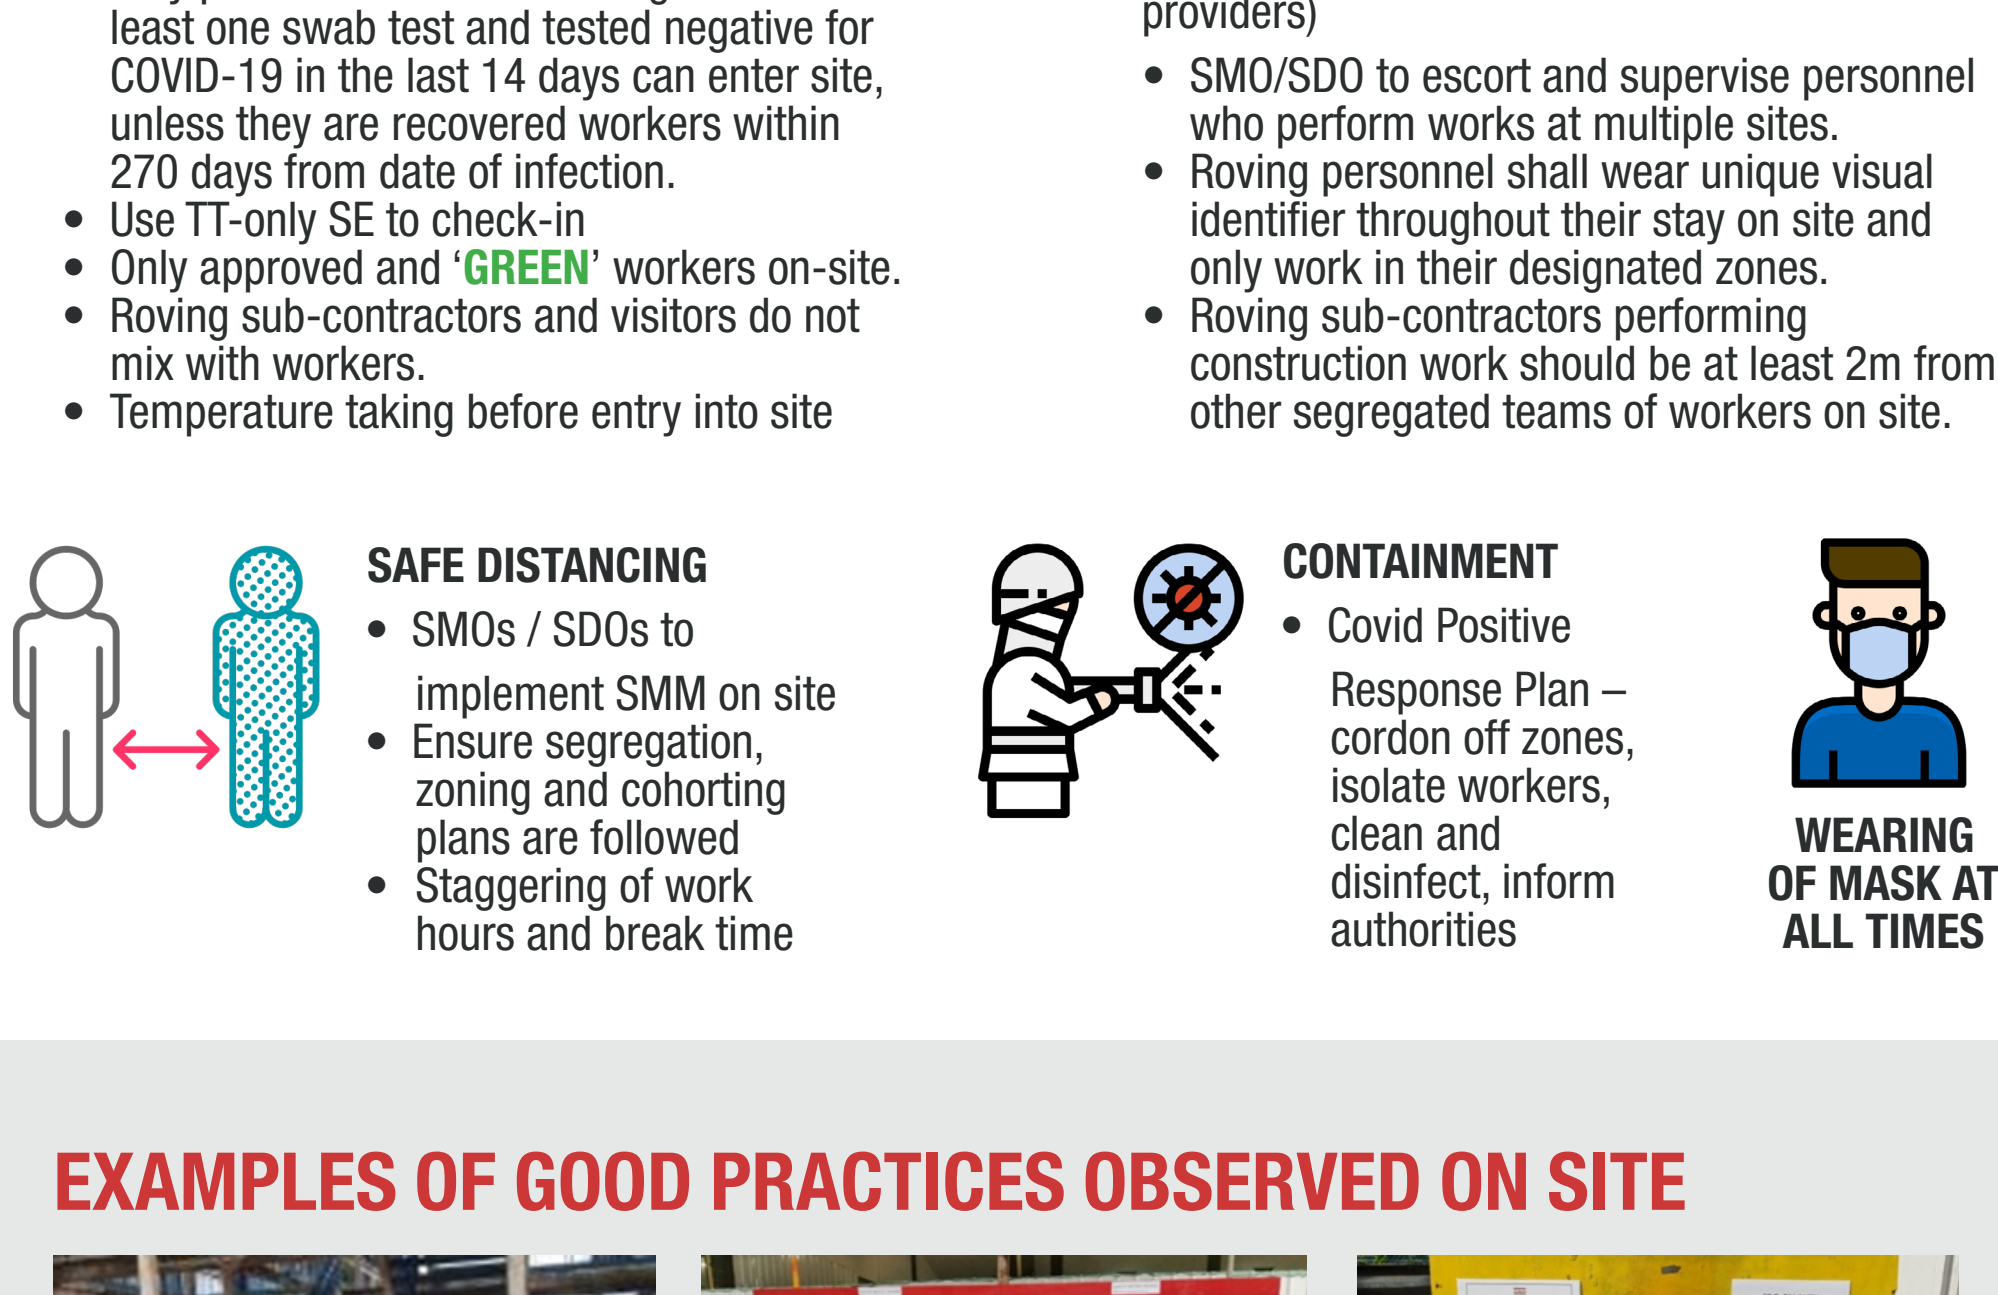 least one swab test and tested negative for
COVID-19 in the last 14 days can enter site,
unless they are recovered workers within
270 days from date of infection.
• Use TT-only SE to check-in
• Only approved and ‘GREEN’ workers on-site.
• Roving sub-contractors and visitors do not
mix with workers.
• Temperature taking before entry into site
providers)
• SMO/SDO to escort and supervise personnel
who perform works at multiple sites.
• Roving personnel shall wear unique visual
identifier throughout their stay on site and
only work in their designated zones.
• Roving sub-contractors performing
construction work should be at least 2m from
other segregated teams of workers on site.
SAFE DISTANCING
• SMOs / SDOs to
implement SMM on site
• Ensure segregation,
zoning and cohorting
plans are followed
• Staggering of work
hours and break time
CONTAINMENT
• Covid Positive
Response Plan –
cordon off zones,
isolate workers,
clean and
disinfect, inform
authorities
WEARING
OF MASK AT
ALL TIMES
EXAMPLES OF GOOD PRACTICES OBSERVED ON SITE